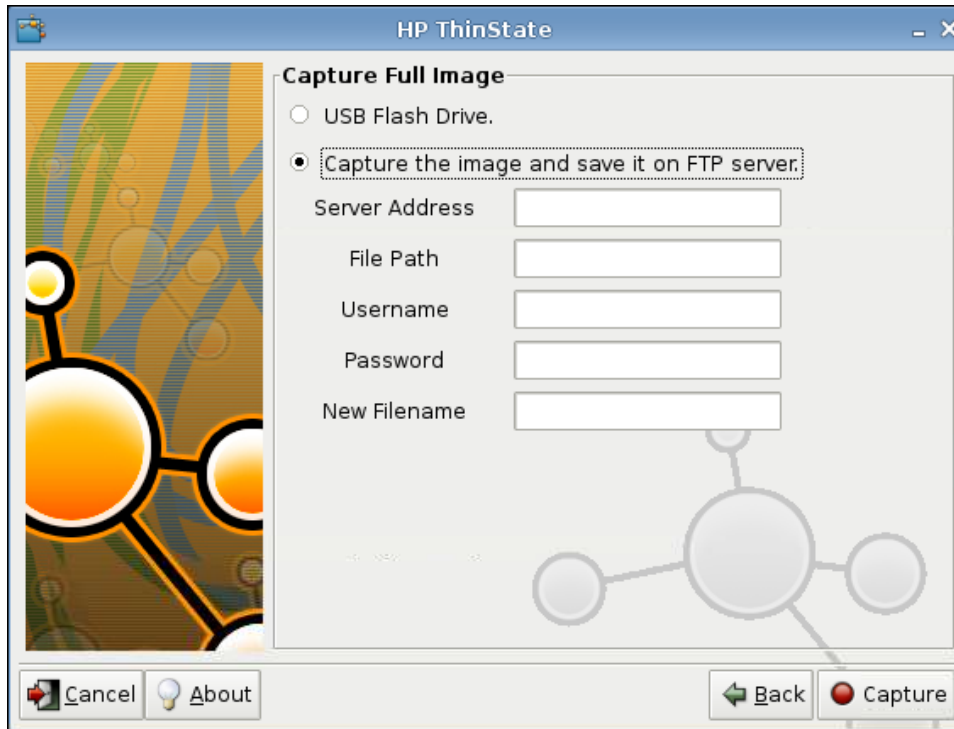 HP ThinState
Capture Full Image
USB Flash Drive.
Capture the image and save it on FTP server.
Server Address
File Path
Username
Password
New Filename
Cancel
About
Back
Capture